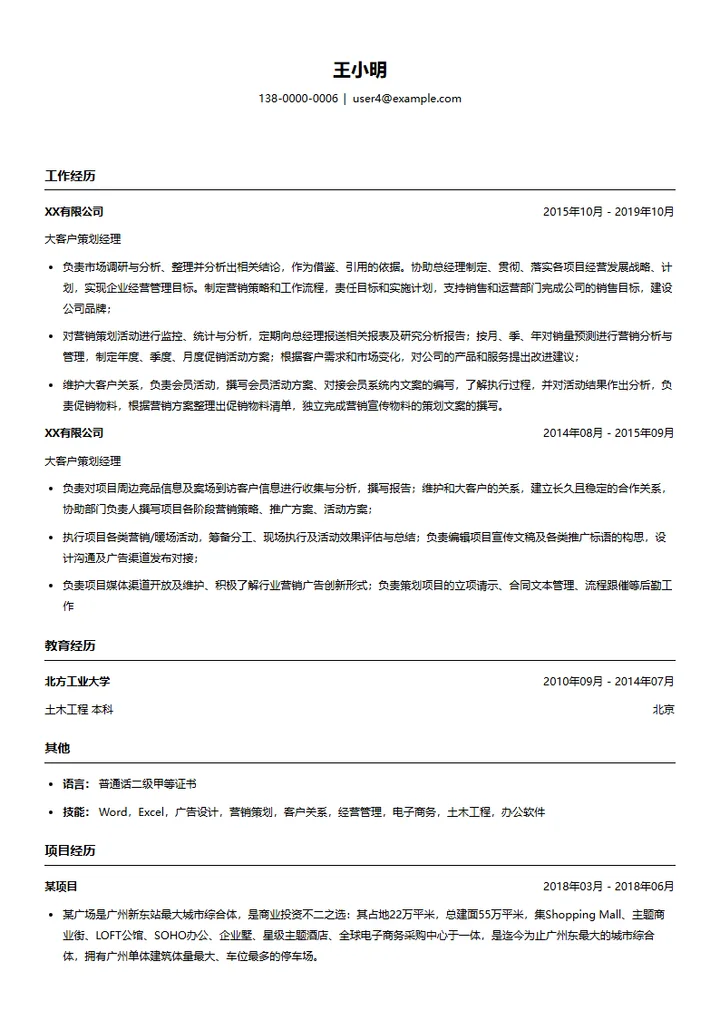 王小明
138-0000-0006 | user4@example.com
工作经历
XX有限公司 2015年10月 - 2019年10月
大客户策划经理
• 负责市场调研与分析、整理并分析出相关结论，作为借鉴、引用的依据。协助总经理制定、贯彻、落实各项目经营发展战略、计
划，实现企业经营管理目标。制定营销策略和工作流程，责任目标和实施计划，支持销售和运营部门完成公司的销售目标，建设
公司品牌；
• 对营销策划活动进行监控、统计与分析，定期向总经理报送相关报表及研究分析报告；按月、季、年对销量预测进行营销分析与
管理，制定年度、季度、月度促销活动方案；根据客户需求和市场变化，对公司的产品和服务提出改进建议；
• 维护大客户关系，负责会员活动，撰写会员活动方案、对接会员系统内文案的编写，了解执行过程，并对活动结果作出分析，负
责促销物料，根据营销方案整理出促销物料清单，独立完成营销宣传物料的策划文案的撰写。
XX有限公司 2014年08月 - 2015年09月
大客户策划经理
• 负责对项目周边竞品信息及案场到访客户信息进行收集与分析，撰写报告；维护和大客户的关系，建立长久且稳定的合作关系，
协助部门负责人撰写项目各阶段营销策略、推广方案、活动方案；
• 执行项目各类营销/暖场活动，筹备分工、现场执行及活动效果评估与总结；负责编辑项目宣传文稿及各类推广标语的构思，设
计沟通及广告渠道发布对接；
• 负责项目媒体渠道开放及维护、积极了解行业营销广告创新形式；负责策划项目的立项请示、合同文本管理、流程跟催等后勤工
作
教育经历
北方工业大学 2010年09月 - 2014年07月
土木工程 本科 北京
其他
• 语言： 普通话二级甲等证书
• 技能： Word，Excel，广告设计，营销策划，客户关系，经营管理，电子商务，土木工程，办公软件
项目经历
某项目 2018年03月 - 2018年06月
• 某广场是广州新东站最大城市综合体，是商业投资不二之选：其占地22万平米，总建面55万平米，集Shopping Mall、主题商
业街、LOFT公馆、SOHO办公、企业墅、星级主题酒店、全球电子商务采购中心于一体，是迄今为止广州东最大的城市综合
体，拥有广州单体建筑体量最大、车位最多的停车场。